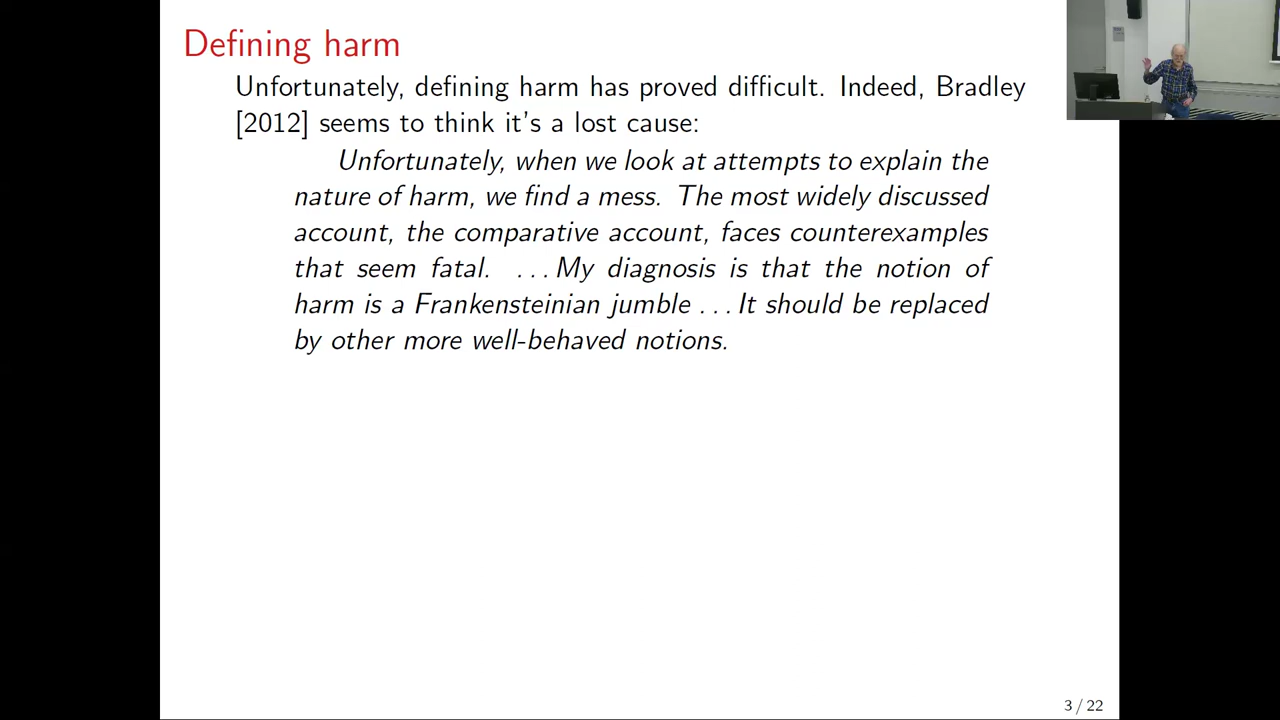 Defining harm
Unfortunately, defining harm has proved difficult. Indeed, Bradley
[2012] seems to think it's a lost cause:
Unfortunately, when we look at attempts to explain the
nature of harm, we find a mess. The most widely discussed
account, the comparative account, faces counterexamples
that seem fatal. ...My diagnosis is that the notion of
harm is a Frankensteinian jumble ...It should be replaced
by other more well-behaved notions.
3 / 22